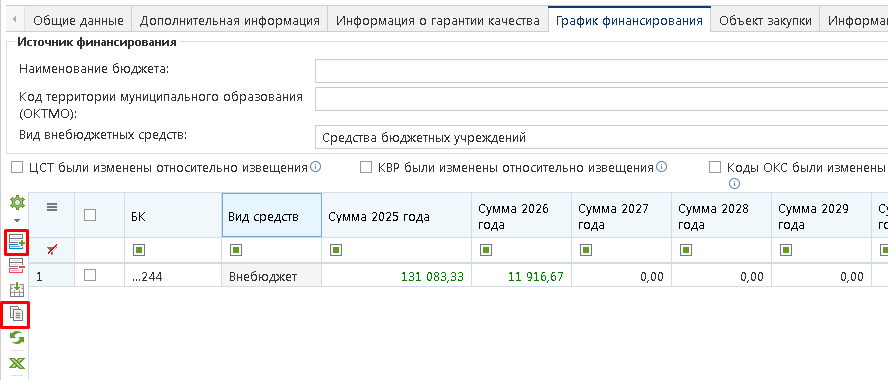 Общие данные Дополнительная информация Информация о гарантии качества График финансирования Объект закупки Информа
Источник финансирования
Наименование бюджета:
Код территории муниципального образования
(ОКТМО):
Вид внебюджетных средств: Средства бюджетных учреждений
ЦСТ были изменены относительно извещения КВР были изменены относительно извещения Коды ОКС были изменены
БК Вид средств Сумма 2025 года Сумма 2026 года Сумма 2027 года Сумма 2028 года Сумма 2029 года
1 ...244 Внебюджет 131 083,33 11 916,67 0,00 0,00 0,00